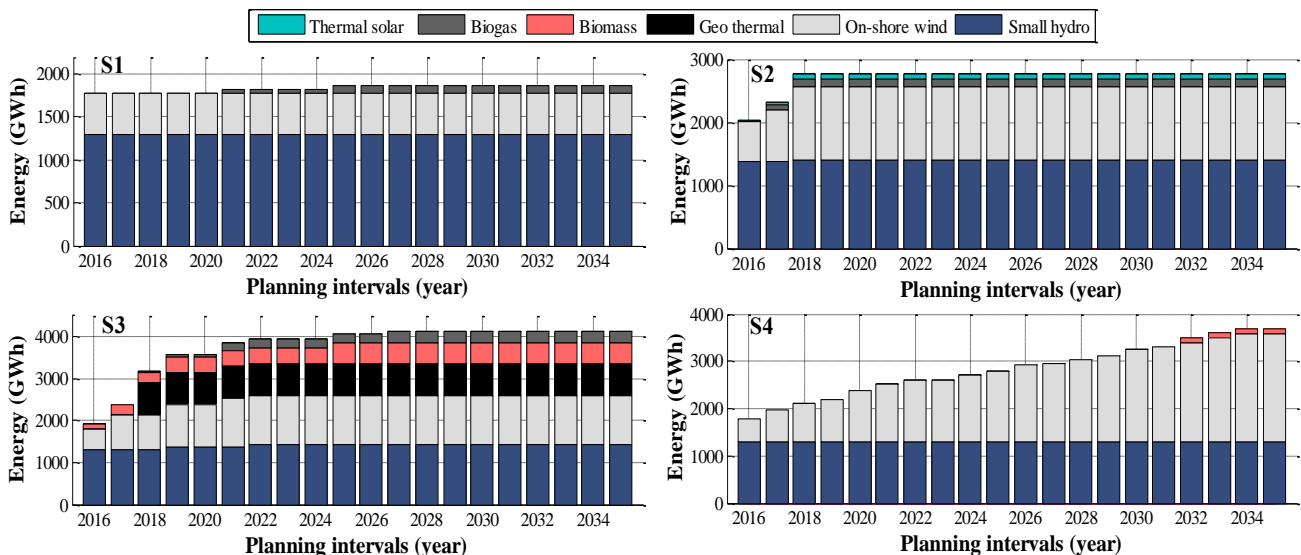 Thermal solar Biogas Biomass Geo thermal On-shore wind Small hydro
S1
Energy (GWh)
2000
1500
1000
500
0
2016 2018 2020 2022 2024 2026 2028 2030 2032 2034
Planning intervals (year)
S2
Energy (GWh)
3000
2000
1000
0
2016 2018 2020 2022 2024 2026 2028 2030 2032 2034
Planning intervals (year)
S3
Energy (GWh)
4000
3000
2000
1000
0
2016 2018 2020 2022 2024 2026 2028 2030 2032 2034
Planning intervals (year)
S4
Energy (GWh)
4000
3000
2000
1000
0
2016 2018 2020 2022 2024 2026 2028 2030 2032 2034
Planning intervals (year)